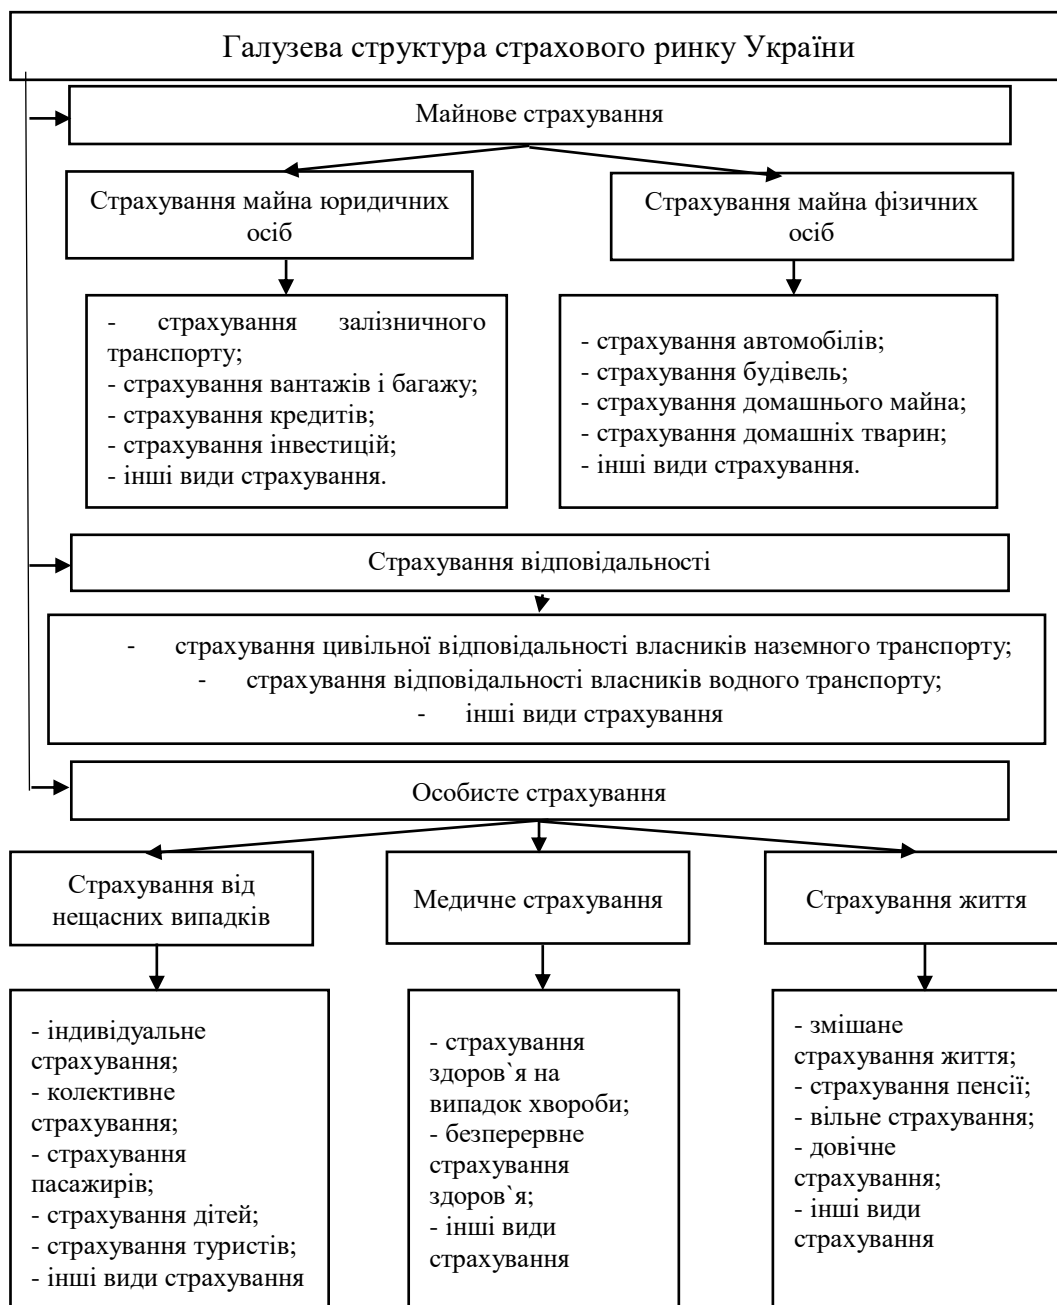 Галузева структура страхового ринку України
Майнове страхування
Страхування майна юридичних
осіб
Страхування майна фізичних
осіб
- страхування залізничного
транспорту;
- страхування вантажів і багажу;
- страхування кредитів;
- страхування інвестицій;
- інші види страхування.
- страхування автомобілів;
- страхування будівель;
- страхування домашнього майна;
- страхування домашніх тварин;
- інші види страхування.
Страхування відповідальності
- страхування цивільної відповідальності власників наземного транспорту;
- страхування відповідальності власників водного транспорту;
- інші види страхування
Особисте страхування
Страхування від
нещасних випадків
Медичне страхування
Страхування життя
- індивідуальне
страхування;
- колективне
страхування;
- страхування
пасажирів;
- страхування дітей;
- страхування туристів;
- інші види страхування
- страхування
здоров`я на
випадок хвороби;
- безперервне
страхування
здоров`я;
- інші види
страхування
- змішане
страхування життя;
- страхування пенсії;
- вільне страхування;
- довічне
страхування;
- інші види
страхування